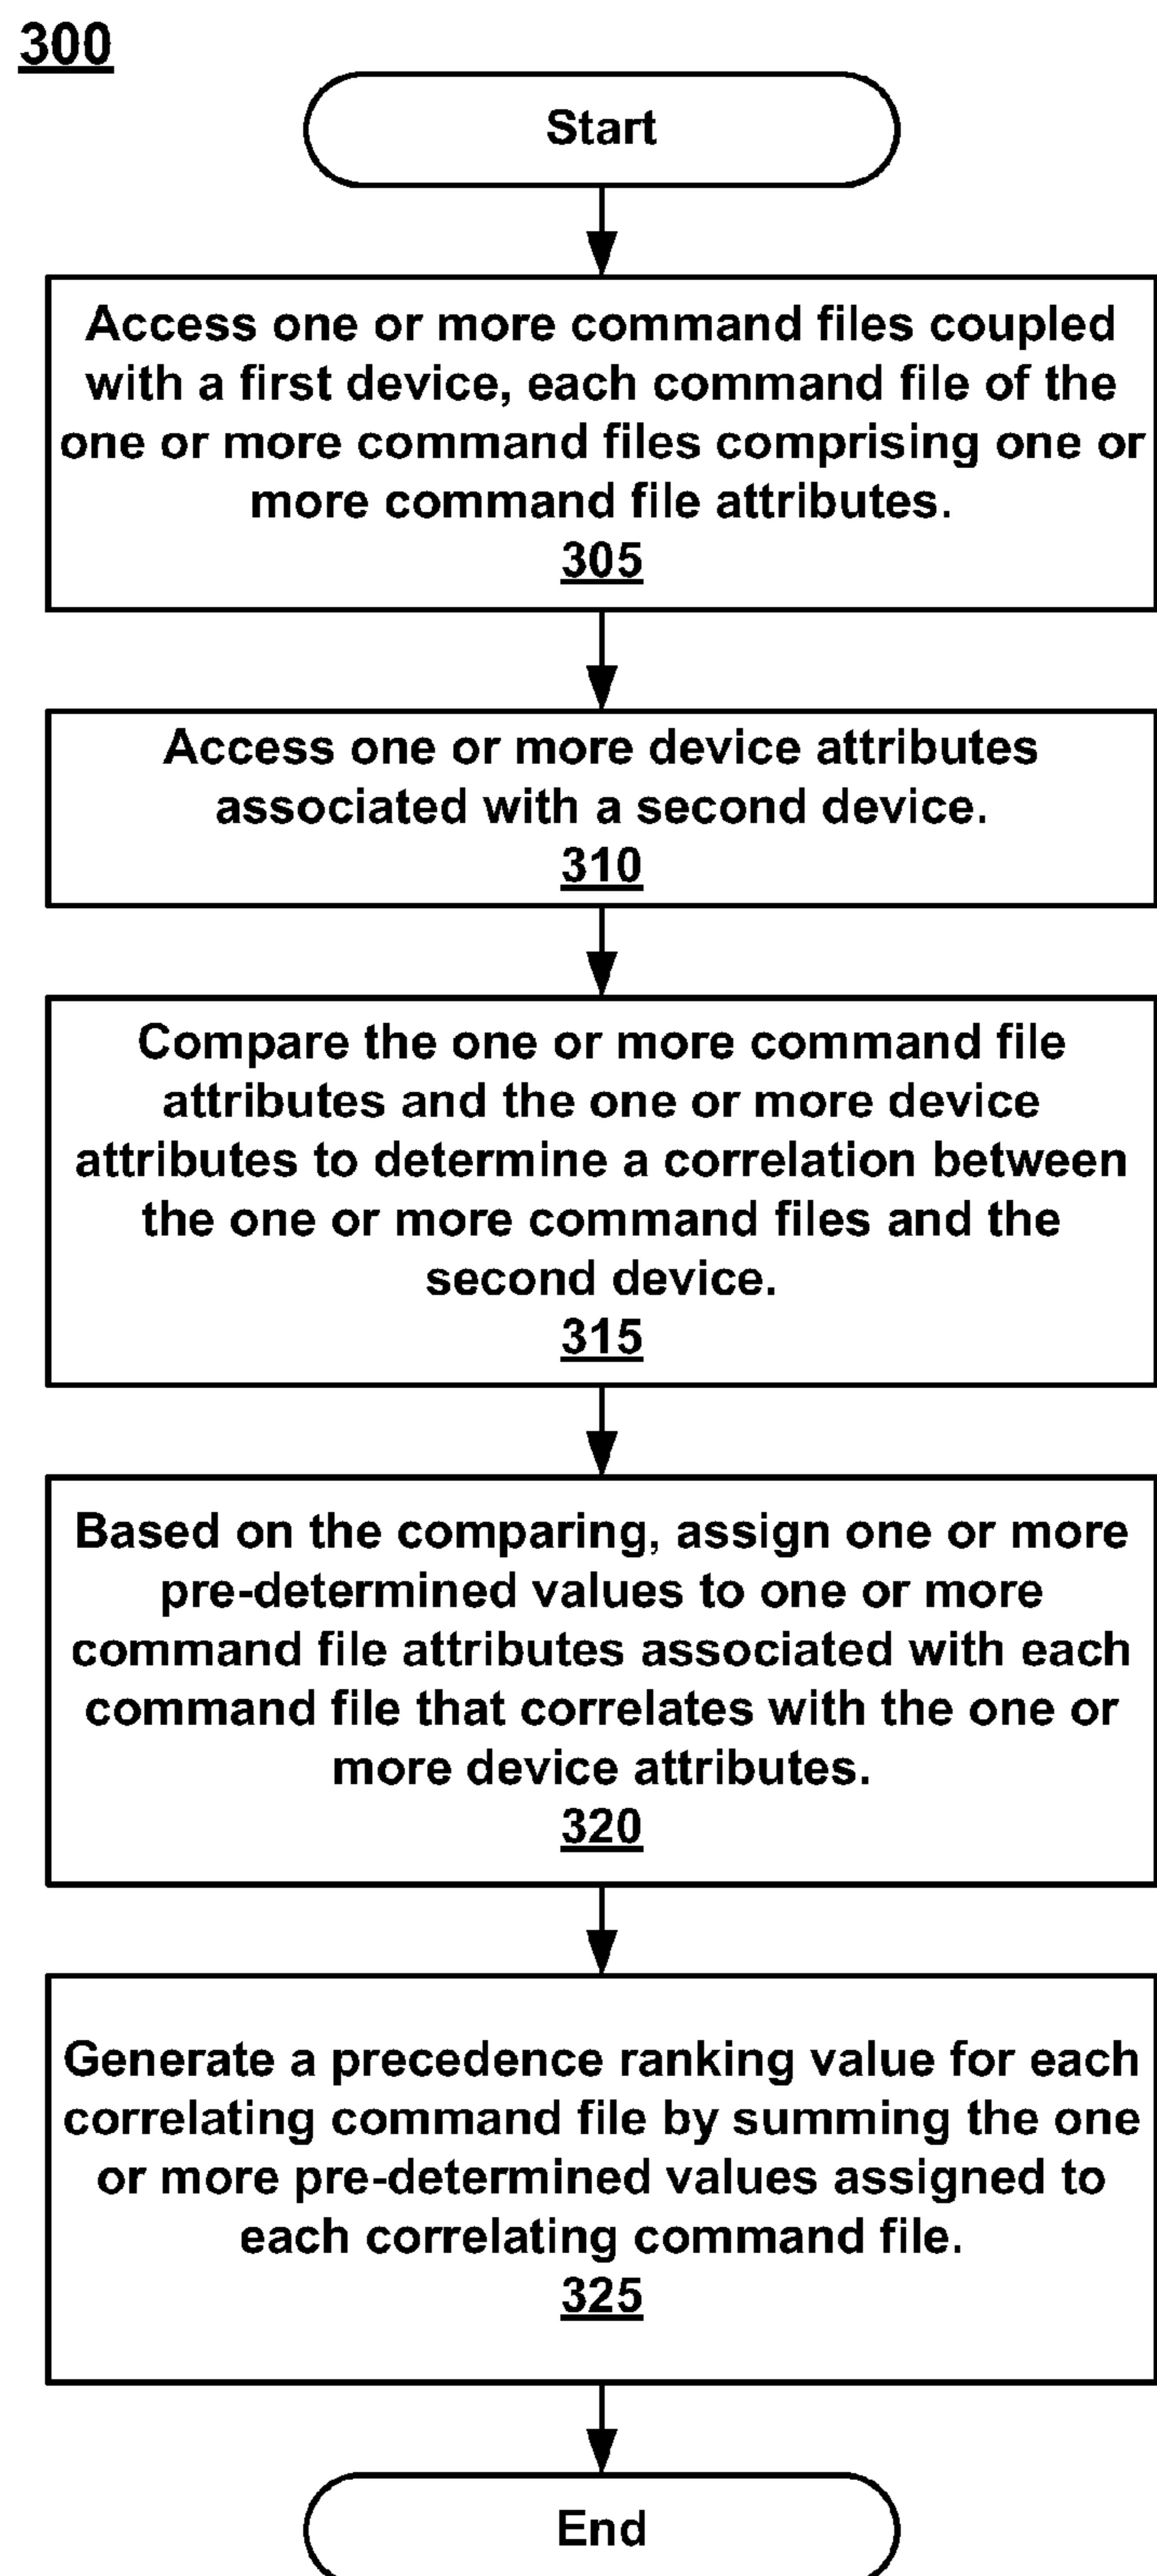 300
Start
Access one or more command files coupled
with a first device, each command file of the
one or more command files comprising one or
more command file attributes.
305
Access one or more device attributes
associated with a second device.
310
Compare the one or more command file
attributes and the one or more device
attributes to determine a correlation between
the one or more command files and the
second device.
315
Based on the comparing, assign one or more
pre-determined values to one or more
command file attributes associated with each
command file that correlates with the one or
more device attributes.
320
Generate a precedence ranking value for each
correlating command file by summing the one
or more pre-determined values assigned to
each correlating command file.
325
End